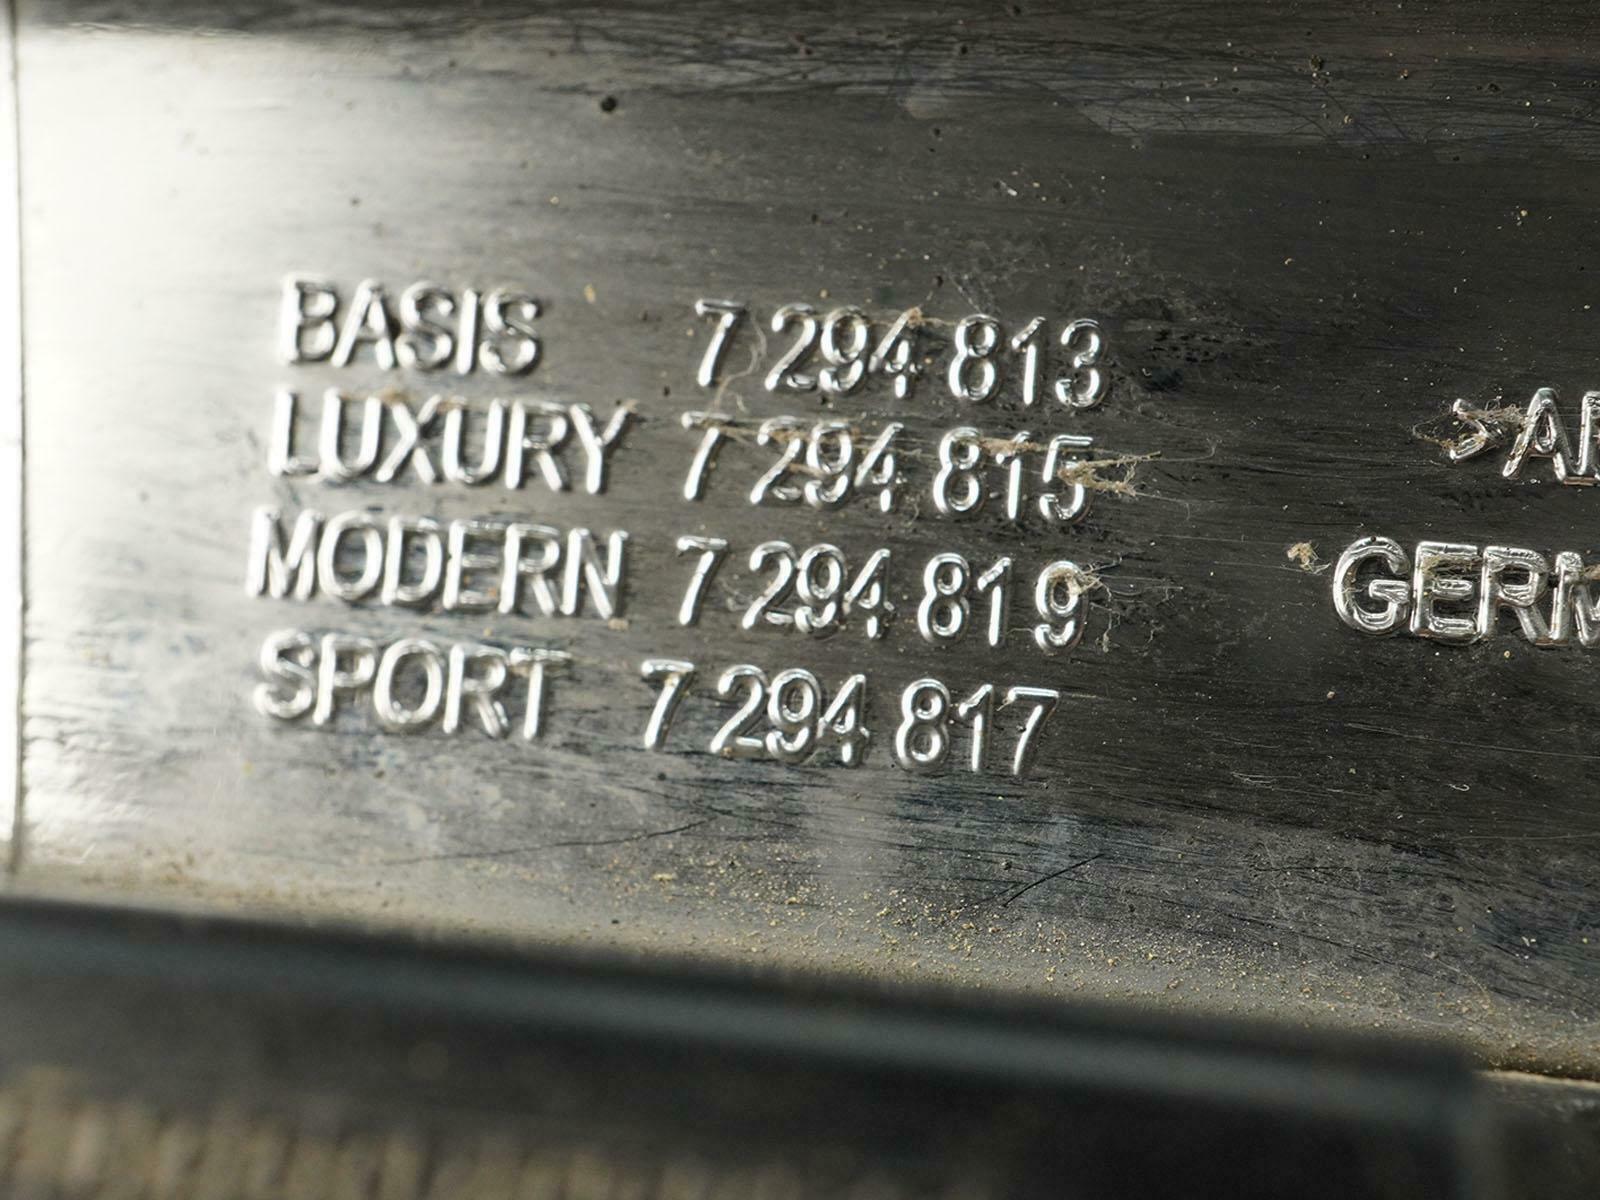 BASIS 7 294 813
LUXURY 7 294 815
MODERN 7 294 819
SPORT 7 294 817